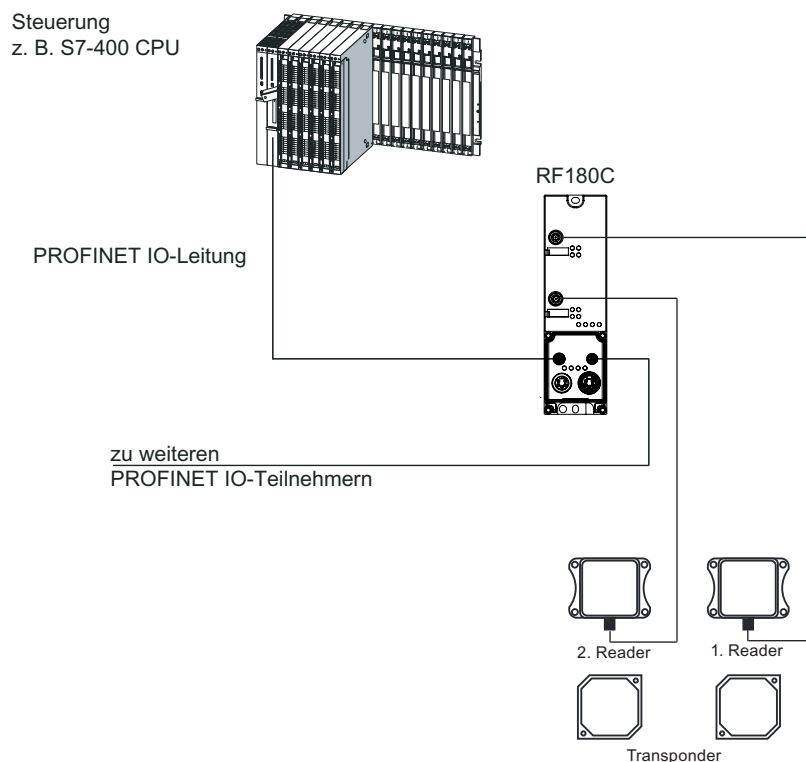 Steuerung
z. B. S7-400 CPU
RF180C
PROFINET IO-Leitung
zu weiteren
PROFINET IO-Teilnehmern
2. Reader
1. Reader
Transponder